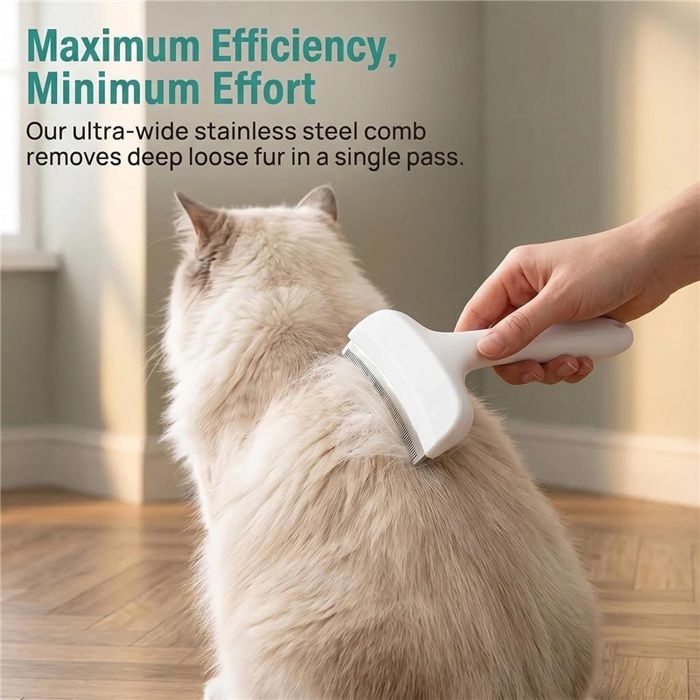 Maximum Efficiency,
Minimum Effort
Our ultra-wide stainless steel comb
removes deep loose fur in a single pass.